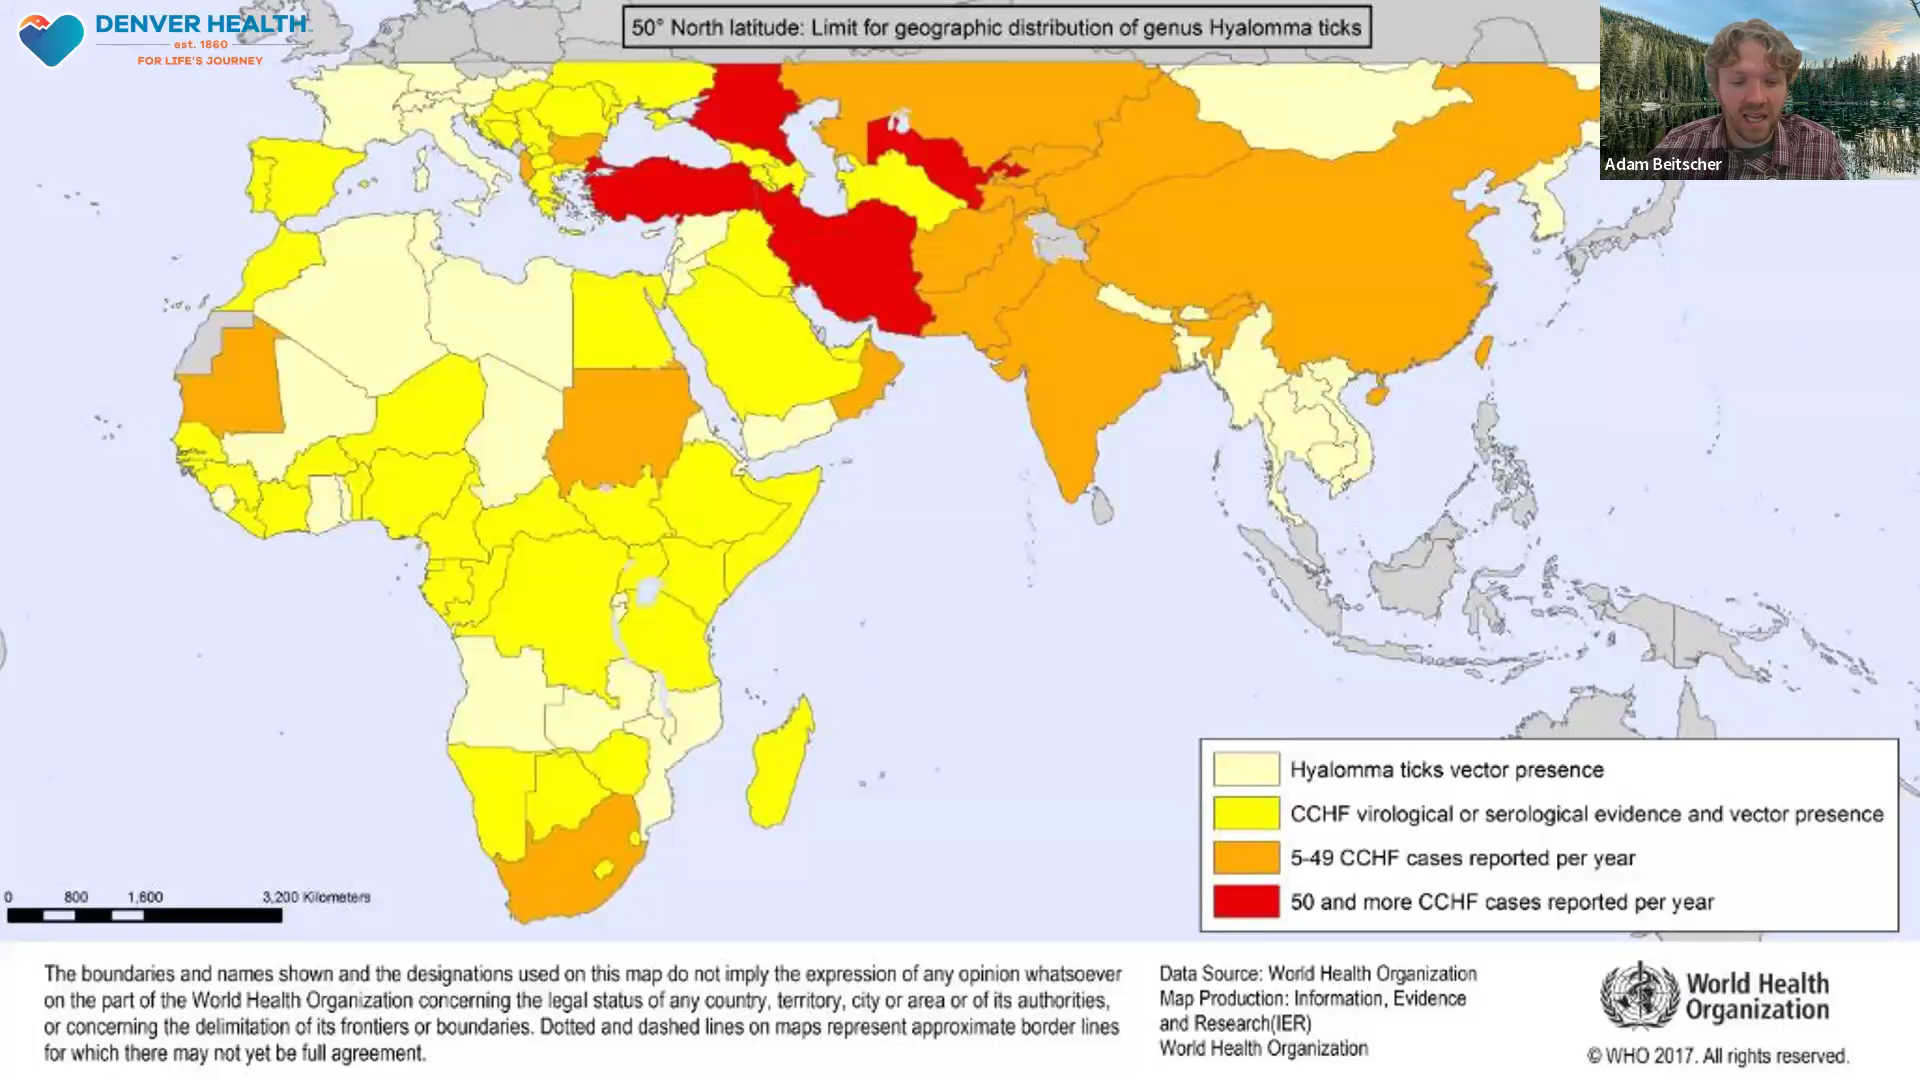 DENVER HEALTH
est. 1860
FOR LIFE'S JOURNEY
50° North latitude: Limit for geographic distribution of genus Hyalomma ticks
Adam Beitscher
Hyalomma ticks vector presence
CCHF virological or serological evidence and vector presence
5-49 CCHF cases reported per year
50 and more CCHF cases reported per year
0 800 1,600 3,200 Kilometers
The boundaries and names shown and the designations used on this map do not imply the expression of any opinion whatsoever
on the part of the World Health Organization concerning the legal status of any country, territory, city or area or of its authorities,
or concerning the delimitation of its frontiers or boundaries. Dotted and dashed lines on maps represent approximate border lines
for which there may not yet be full agreement.
Data Source: World Health Organization
Map Production: Information, Evidence
and Research(IER)
World Health Organization
World Health
Organization
© WHO 2017. All rights reserved.